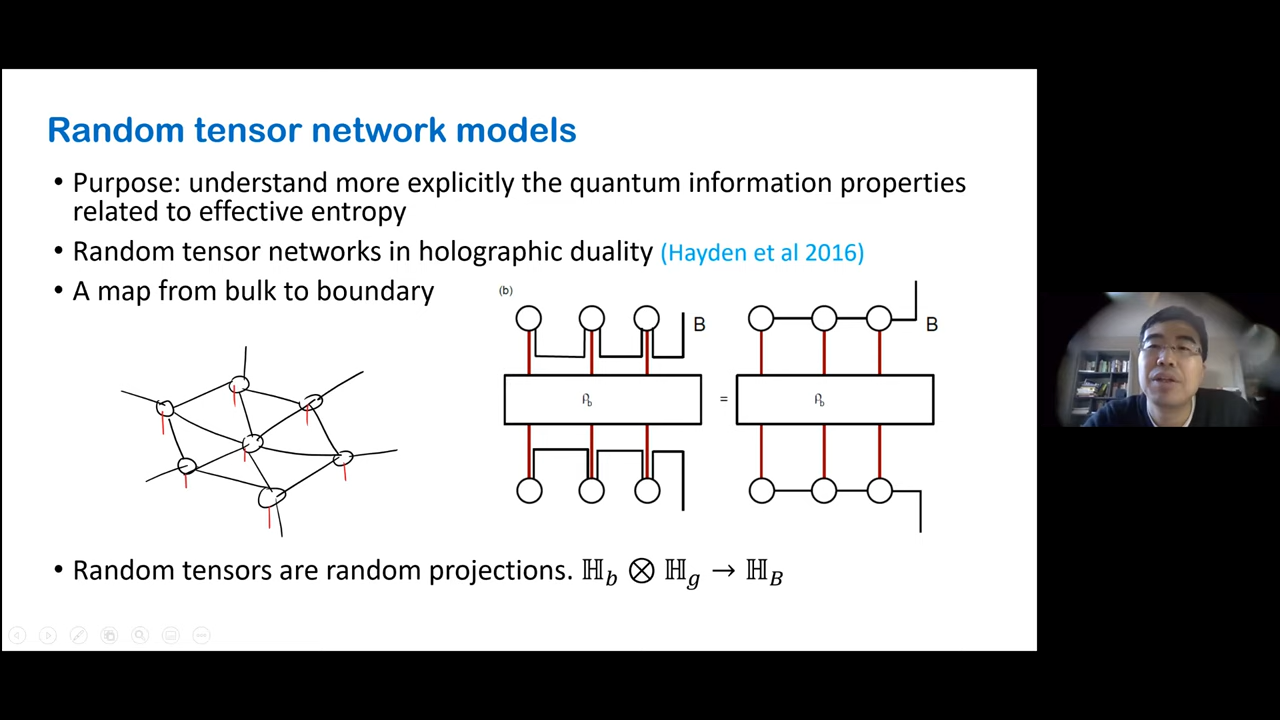 Random tensor network models
• Purpose: understand more explicitly the quantum information properties
related to effective entropy
• Random tensor networks in holographic duality (Hayden et al 2016)
• A map from bulk to boundary
(b)
B
B
ρb
=
ρb
• Random tensors are random projections. ℍ𝑏 ⊗ ℍ𝑔 → ℍ𝐵